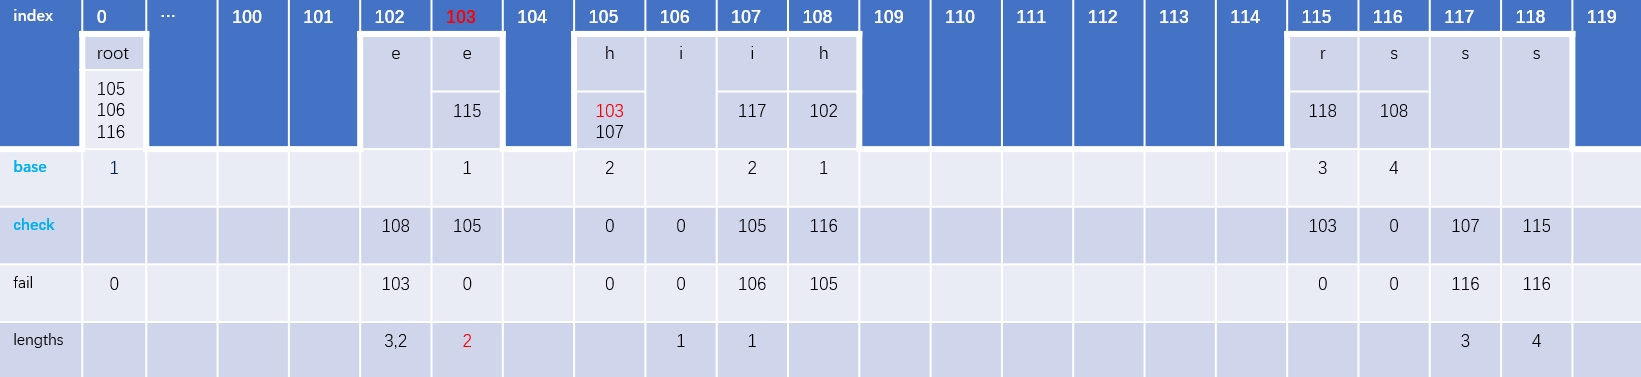 index 0 ... 100 101 102 103 104 105 106 107 108 109 110 111 112 113 114 115 116 117 118 119
root e e h i i h r s s s
105
106
116
115 103 117 102 118 108
107
base 1 1 2 2 1 3 4
check 108 105 0 0 105 116 103 0 107 115
fail 0 103 0 0 0 106 105 0 0 116 116
lengths 3,2 2 1 1 3 4